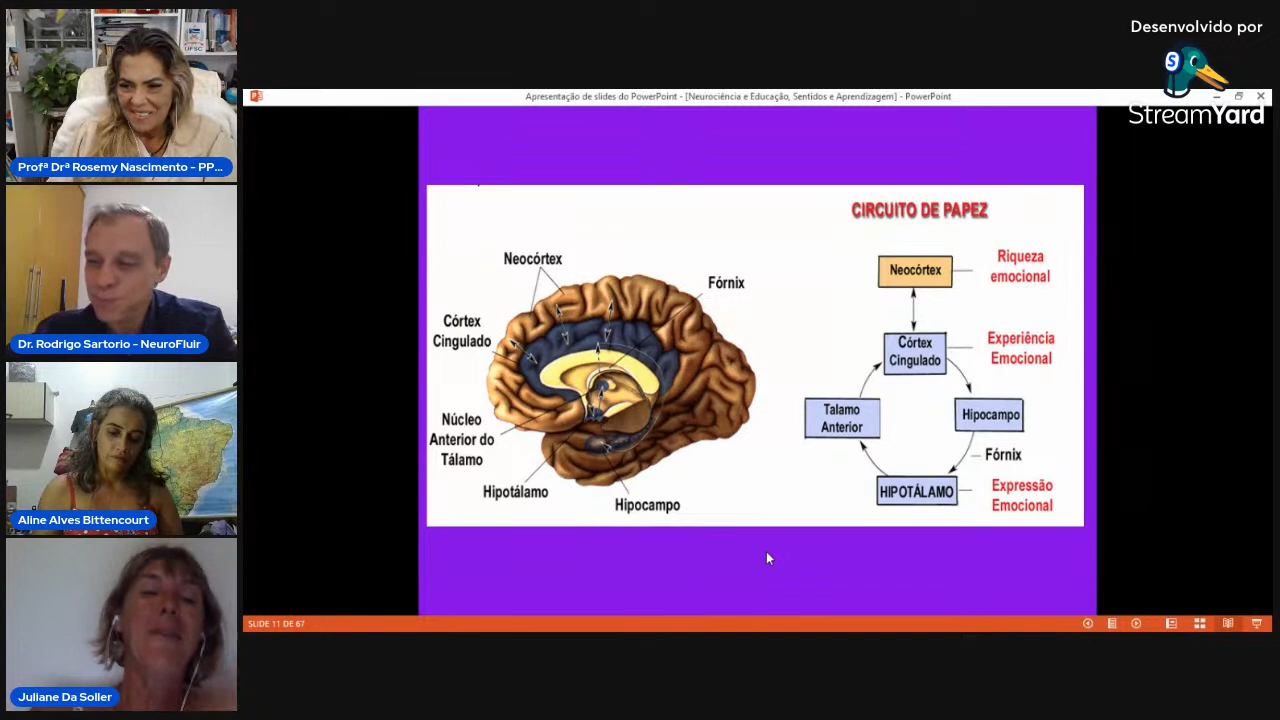 Desenvolvido por
StreamYard
Apresentação de slides do PowerPoint - [Neurociência e Educação, Sentidos e Aprendizagem] - PowerPoint
Profª Drª Rosemy Nascimento - PP...
Dr. Rodrigo Sartorio - NeuroFluir
Aline Alves Bittencourt
Juliane Da Soller
UFSC
CIRCUITO DE PAPEZ
Neocórtex
Fórnix
Córtex
Cingulado
Núcleo
Anterior do
Tálamo
Hipotálamo
Hipocampo
Neocórtex
Riqueza
emocional
Córtex
Cingulado
Experiência
Emocional
Talamo
Anterior
Hipocampo
Fórnix
HIPOTÁLAMO
Expressão
Emocional
SLIDE 11 DE 67